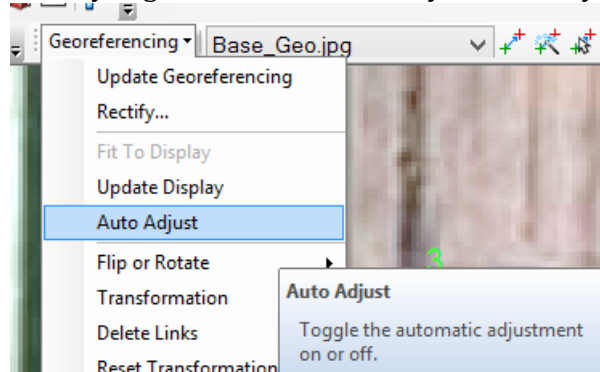 Georeferencing Base_Geo.jpg
Update Georeferencing
Rectify...
Fit To Display
Update Display
Auto Adjust
Flip or Rotate
3
Transformation
Delete Links
Reset Transformation
Auto Adjust
Toggle the automatic adjustment
on or off.